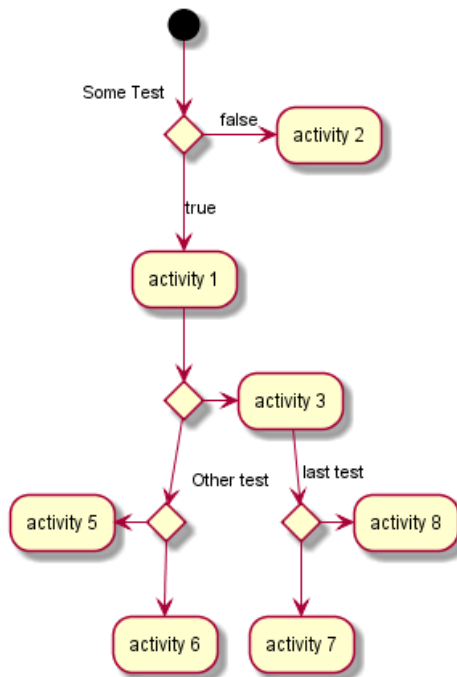 Some Test
false
activity 2
true
activity 1
activity 3
Other test
last test
activity 5
activity 8
activity 6
activity 7